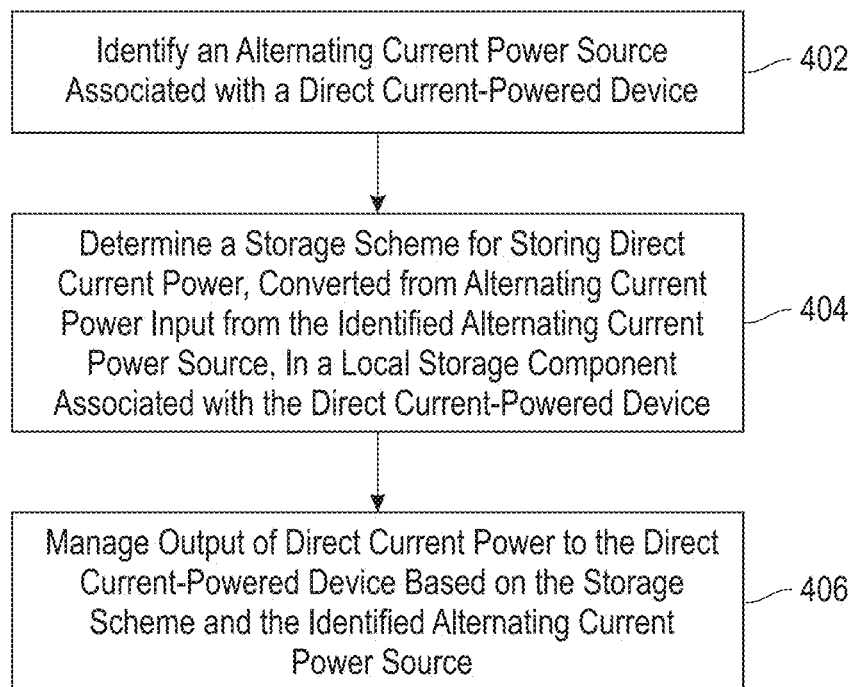 Identify an Alternating Current Power Source
Associated with a Direct Current-Powered Device
402
Determine a Storage Scheme for Storing Direct
Current Power, Converted from Alternating Current
Power Input from the Identified Alternating Current
Power Source, In a Local Storage Component
Associated with the Direct Current-Powered Device
404
Manage Output of Direct Current Power to the Direct
Current-Powered Device Based on the Storage
Scheme and the Identified Alternating Current
Power Source
406